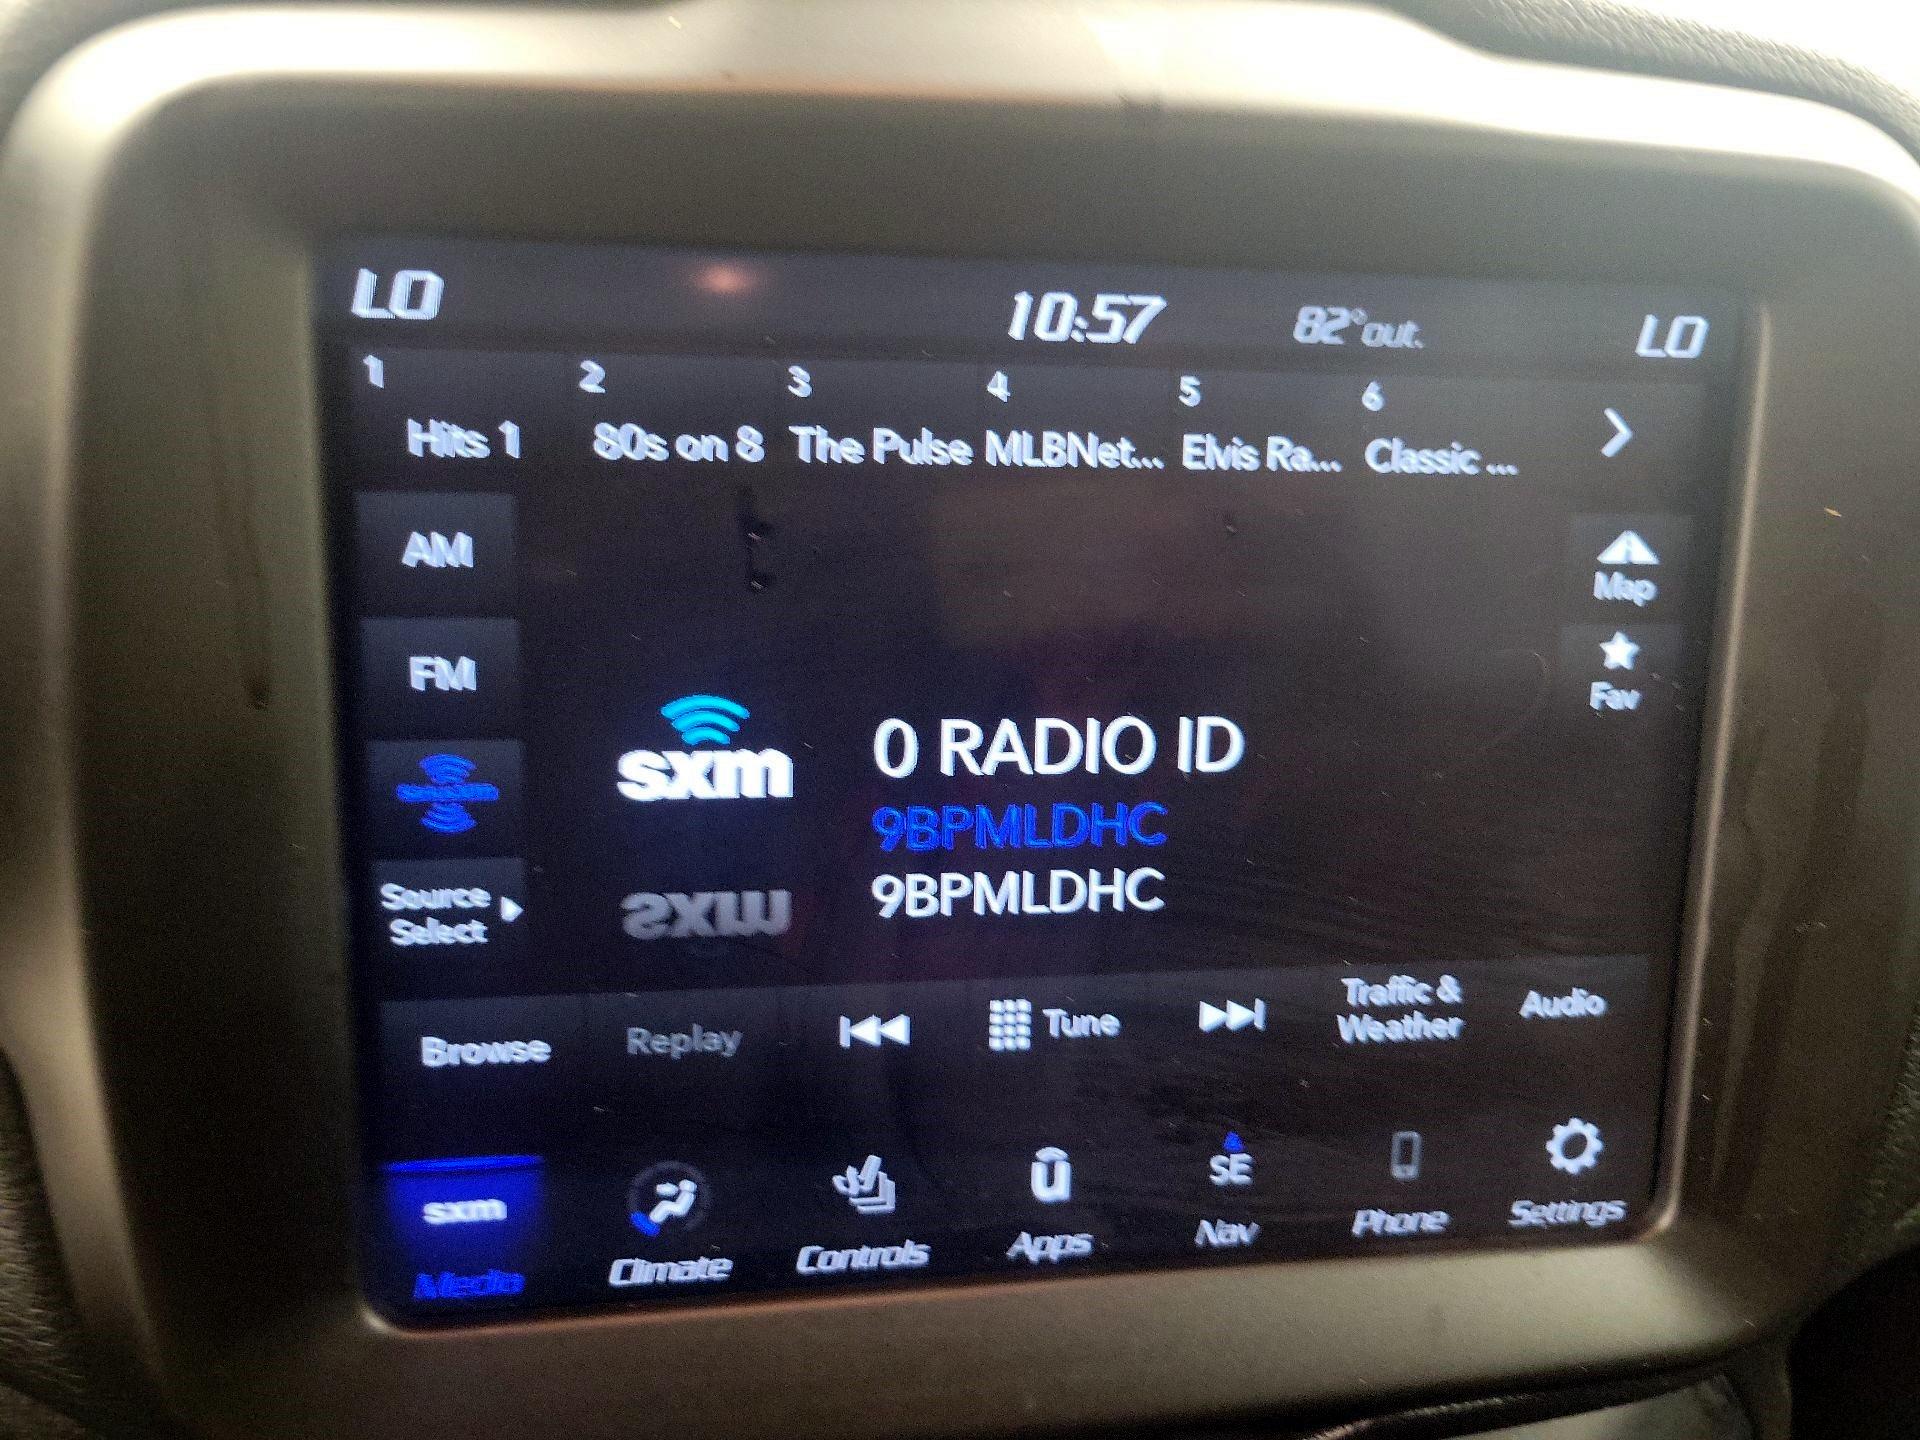 LO 10:57 82°out. LO
1 2 3 4 5 6
Hits 1 80s on 8 The Pulse MLBNet... Elvis Ra... Classic ...
AM
Map
FM
Fav
sxm
0 RADIO ID
9BPMLDHC
9BPMLDHC
Source
Select
Browse Replay Tune Traffic &
Weather Audio
sxm
Media
Climate
Controls
u
Apps
SE
Nav
Phone
Settings